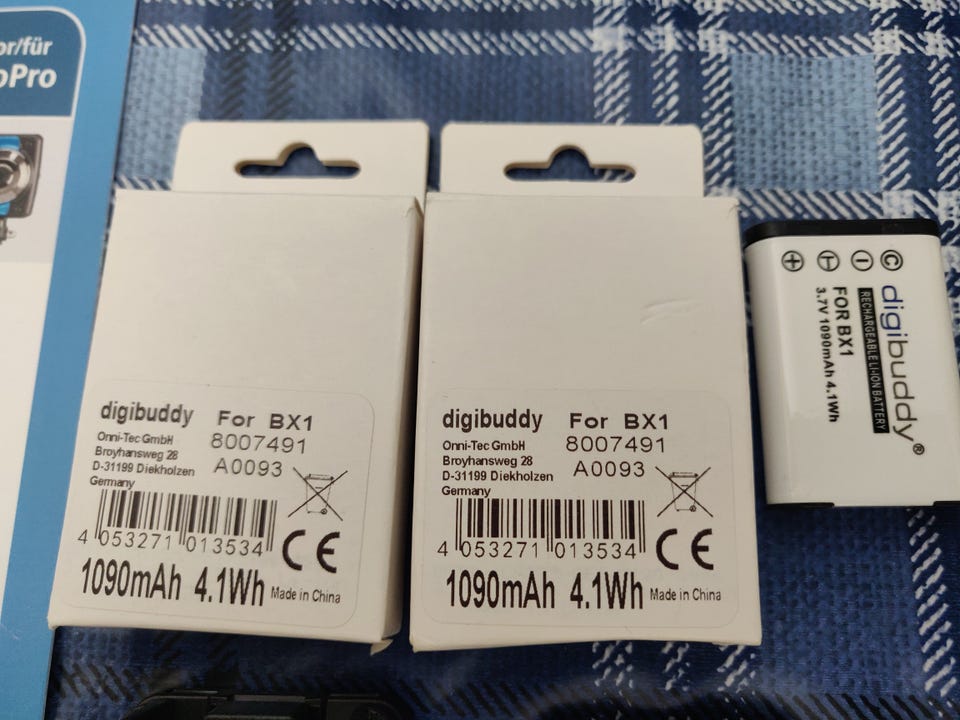 or/für
oPro
digibuddy For BX1
Onni-Tec GmbH 8007491
Broyhansweg 28
D-31199 Diekholzen A0093
Germany
4 053271 013534
CE
1090mAh 4.1Wh Made in China
digibuddy For BX1
Onni-Tec GmbH 8007491
Broyhansweg 28
D-31199 Diekholzen A0093
Germany
4 053271 013534
CE
1090mAh 4.1Wh Made in China
digibuddy®
RECHARGEABLE LI-ION BATTERY
FOR BX1
3.7V 1090mAh 4.1Wh
C - T +